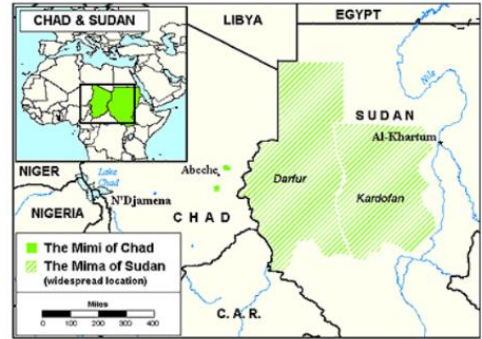 CHAD & SUDAN
LIBYA
EGYPT
Nile
SUDAN
Al-Khartum
NIGER
Lake
Chad
Abeche
Darfur
Kardofan
N'Djamena
NIGERIA
CHAD
The Mimi of Chad
The Mima of Sudan
(widespread location)
Miles
0 100 200 300 400
C.A.R.